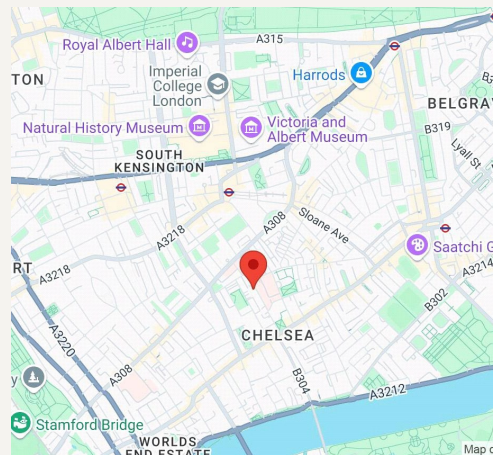 Royal Albert Hall
A315
TON
Imperial
College
London
Harrods
BELGRAV
B319
Natural History Museum
Victoria and
Albert Museum
Lyall St
SOUTH
KENSINGTON
Sloane Ave
A308
A3218
Saatchi G
RT
A3218
A3214
B302
A3220
CHELSEA
A308
B304
A3212
Stamford Bridge
WORLDS
END ESTATE
Map d